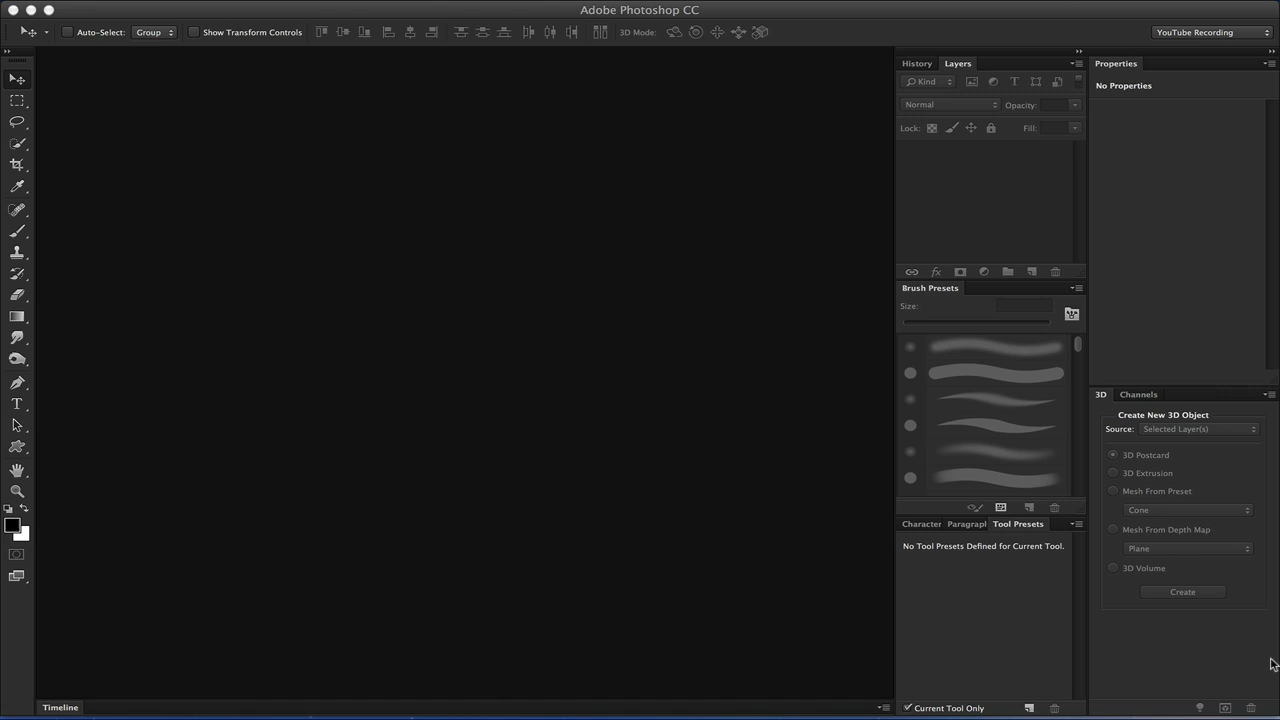 Adobe Photoshop CC
Auto-Select: Group Show Transform Controls 3D Mode: YouTube Recording
History Layers
Kind
Normal Opacity:
Lock: Fill:
Brush Presets
Size:
Character Paragraph Tool Presets
No Tool Presets Defined for Current Tool.
Current Tool Only
Properties
No Properties
3D Channels
Create New 3D Object
Source: Selected Layer(s)
3D Postcard
3D Extrusion
Mesh From Preset
Cone
Mesh From Depth Map
Plane
3D Volume
Create
Timeline